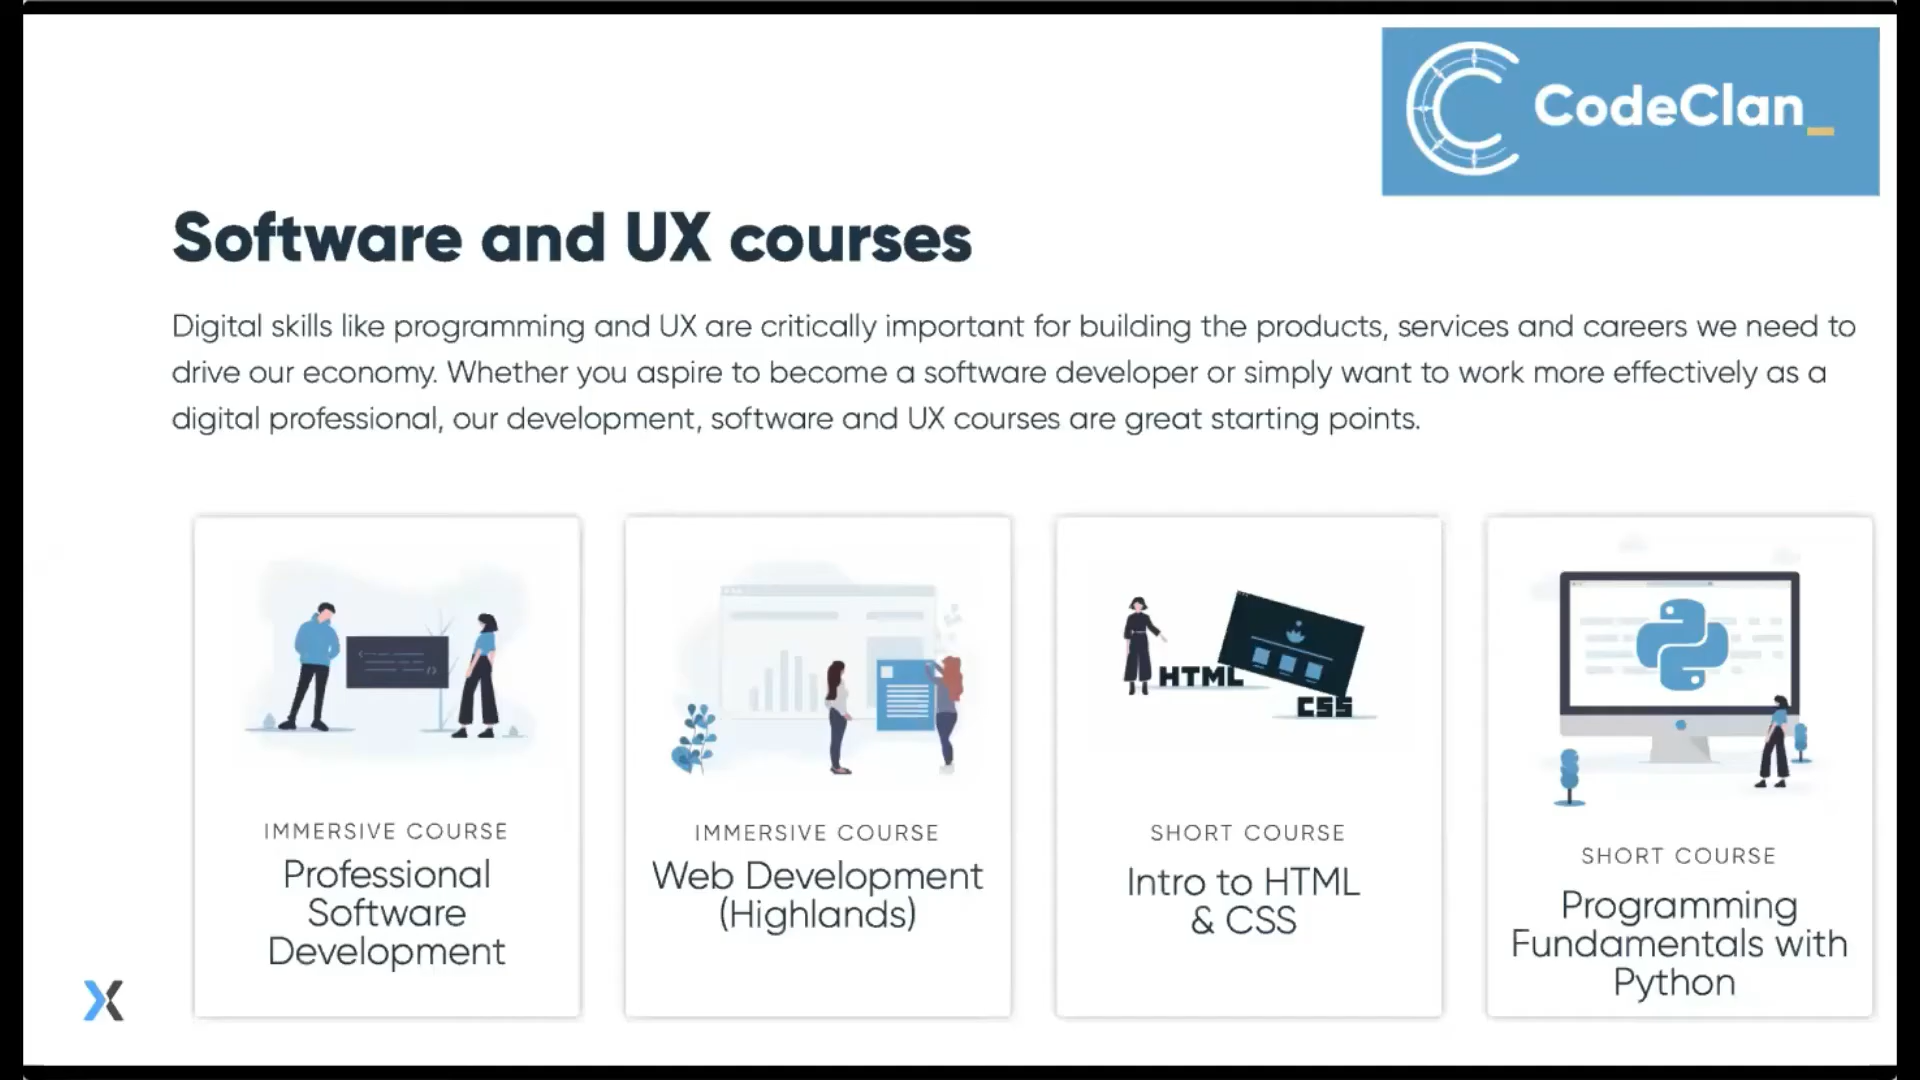 CodeClan_
Software and UX courses
Digital skills like programming and UX are critically important for building the products, services and careers we need to
drive our economy. Whether you aspire to become a software developer or simply want to work more effectively as a
digital professional, our development, software and UX courses are great starting points.
IMMERSIVE COURSE
Professional
Software
Development
IMMERSIVE COURSE
Web Development
(Highlands)
HTML
CSS
SHORT COURSE
Intro to HTML
& CSS
SHORT COURSE
Programming
Fundamentals with
Python